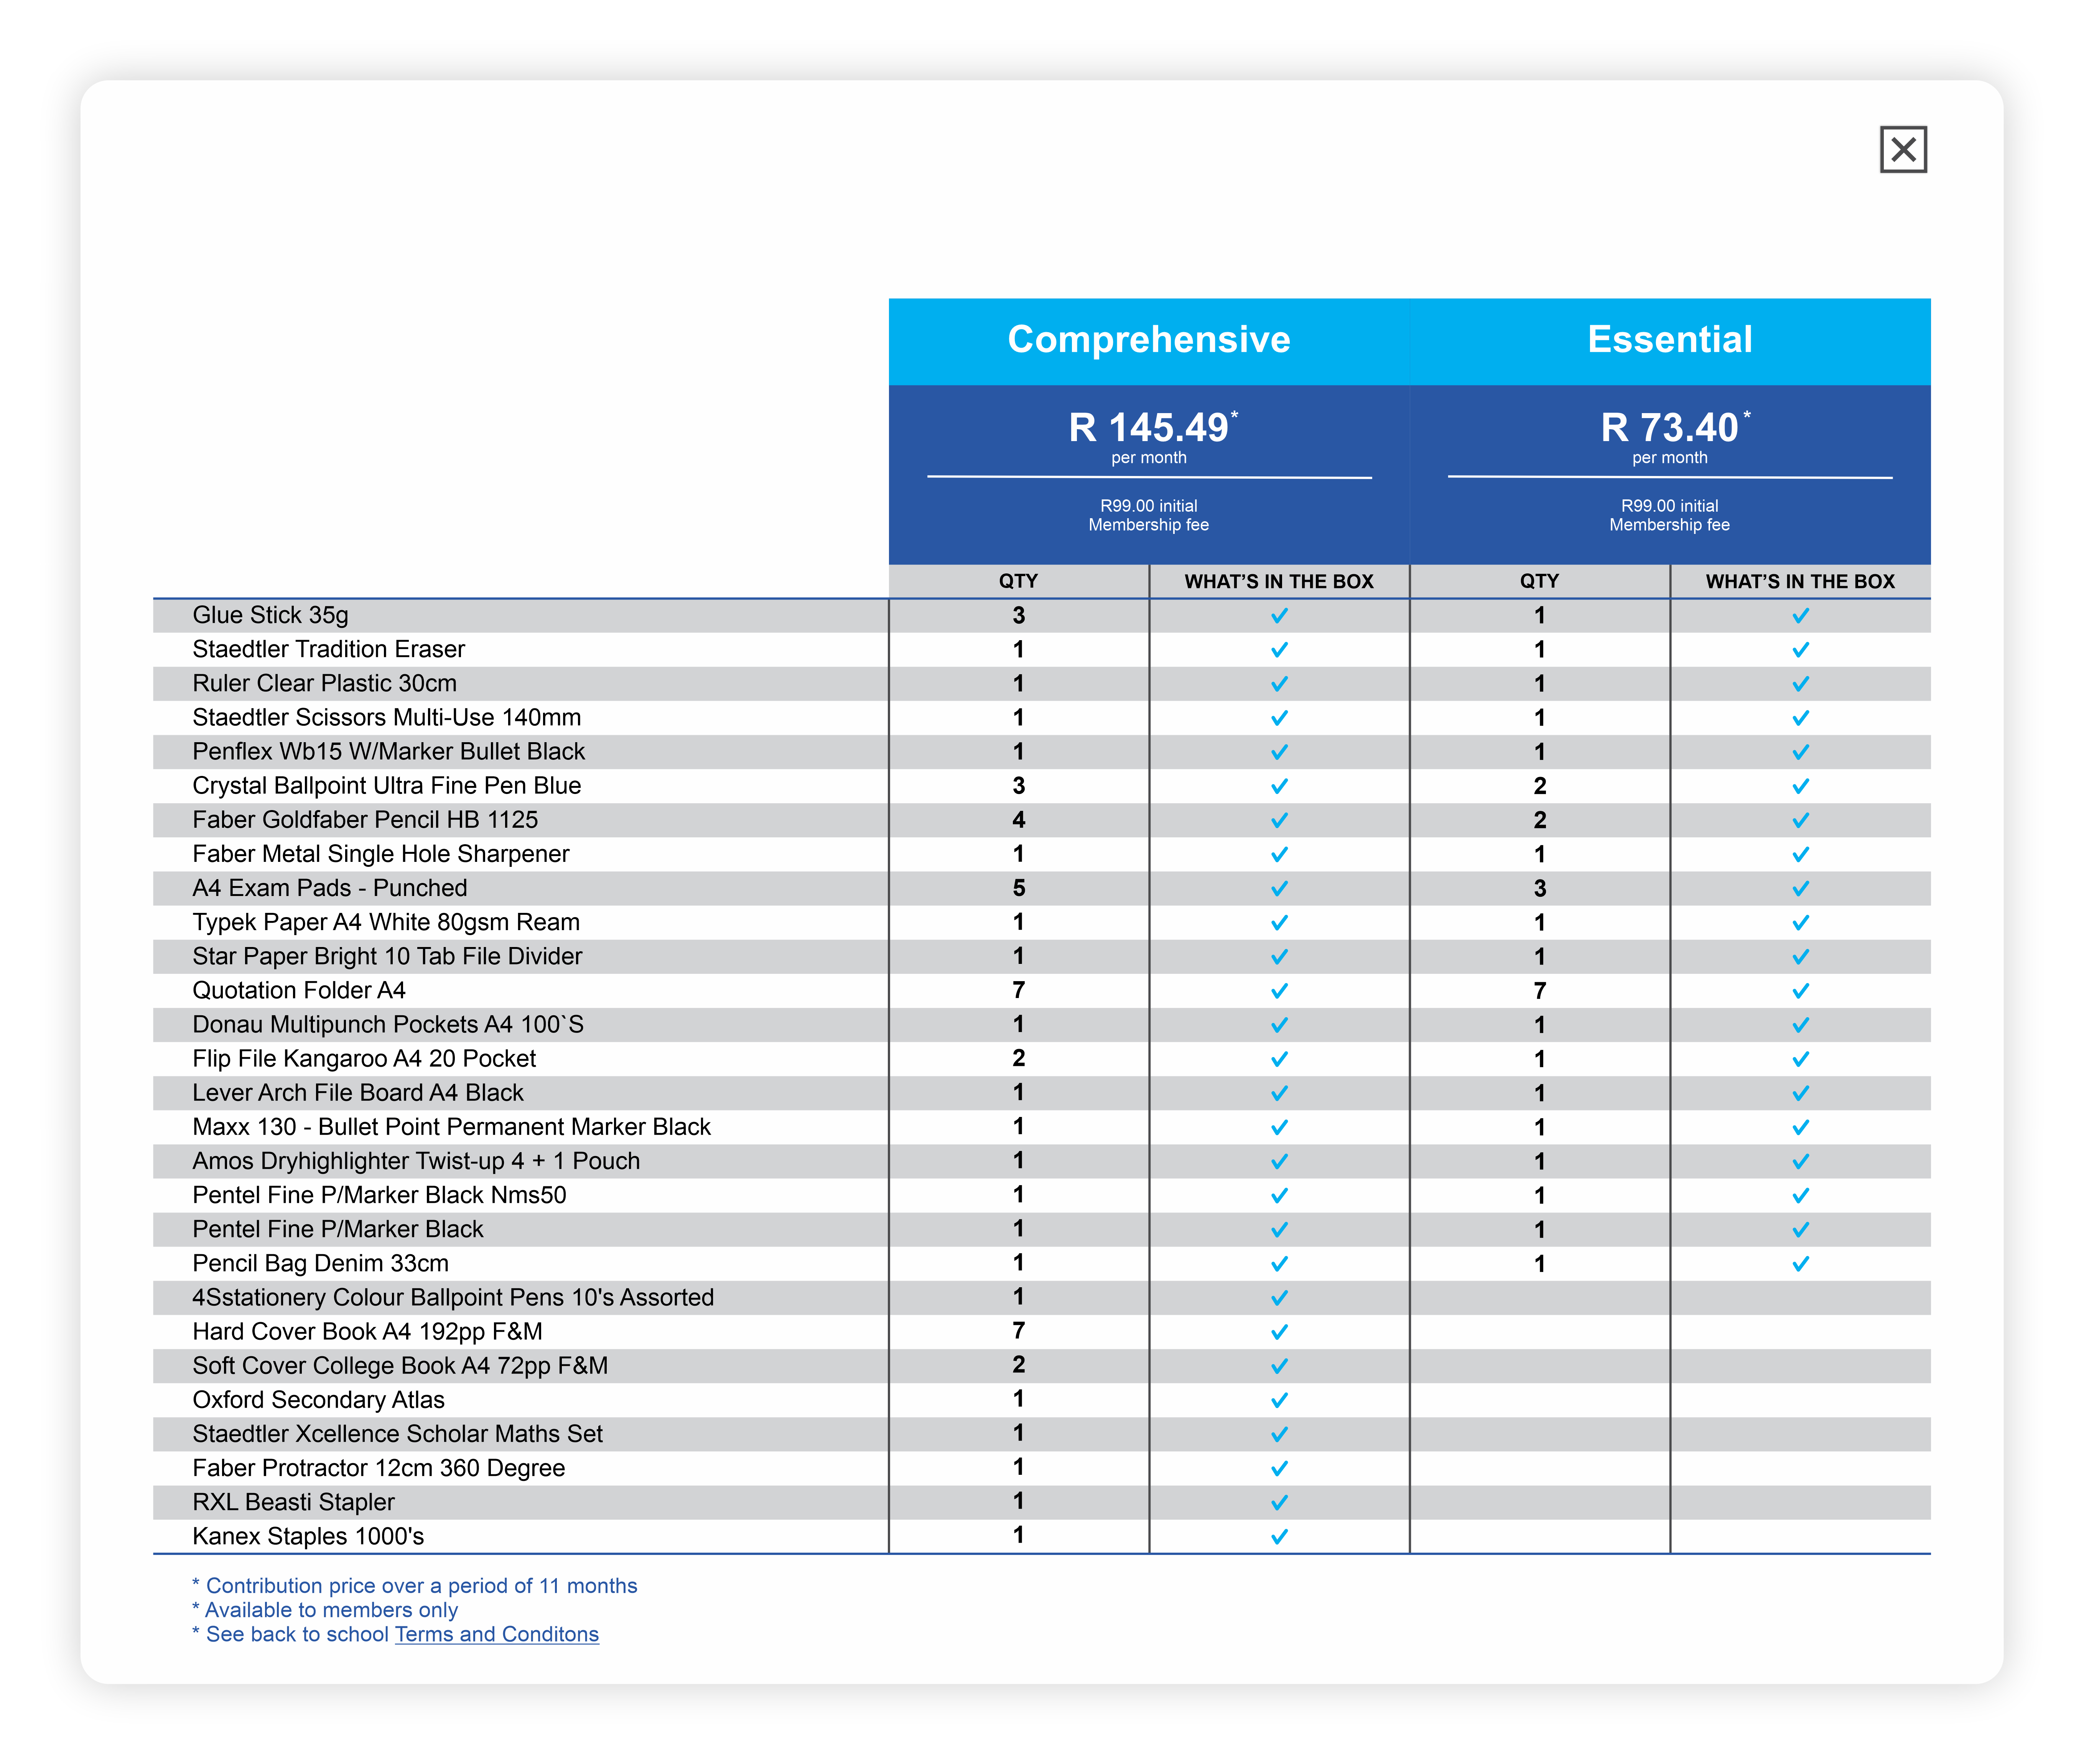 Comprehensive Essential
R 145.49* R 73.40*
per month per month
R99.00 initial R99.00 initial
Membership fee Membership fee
QTY WHAT’S IN THE BOX QTY WHAT’S IN THE BOX
Glue Stick 35g 3 ✓ 1 ✓
Staedtler Tradition Eraser 1 ✓ 1 ✓
Ruler Clear Plastic 30cm 1 ✓ 1 ✓
Staedtler Scissors Multi-Use 140mm 1 ✓ 1 ✓
Penflex Wb15 W/Marker Bullet Black 1 ✓ 1 ✓
Crystal Ballpoint Ultra Fine Pen Blue 3 ✓ 2 ✓
Faber Goldfaber Pencil HB 1125 4 ✓ 2 ✓
Faber Metal Single Hole Sharpener 1 ✓ 1 ✓
A4 Exam Pads - Punched 5 ✓ 3 ✓
Typek Paper A4 White 80gsm Ream 1 ✓ 1 ✓
Star Paper Bright 10 Tab File Divider 1 ✓ 1 ✓
Quotation Folder A4 7 ✓ 7 ✓
Donau Multipunch Pockets A4 100`S 1 ✓ 1 ✓
Flip File Kangaroo A4 20 Pocket 2 ✓ 1 ✓
Lever Arch File Board A4 Black 1 ✓ 1 ✓
Maxx 130 - Bullet Point Permanent Marker Black 1 ✓ 1 ✓
Amos Dryhighlighter Twist-up 4 + 1 Pouch 1 ✓ 1 ✓
Pentel Fine P/Marker Black Nms50 1 ✓ 1 ✓
Pentel Fine P/Marker Black 1 ✓ 1 ✓
Pencil Bag Denim 33cm 1 ✓ 1 ✓
4Sstationery Colour Ballpoint Pens 10's Assorted 1 ✓
Hard Cover Book A4 192pp F&M 7 ✓
Soft Cover College Book A4 72pp F&M 2 ✓
Oxford Secondary Atlas 1 ✓
Staedtler Xcellence Scholar Maths Set 1 ✓
Faber Protractor 12cm 360 Degree 1 ✓
RXL Beasti Stapler 1 ✓
Kanex Staples 1000's 1 ✓
* Contribution price over a period of 11 months
* Available to members only
* See back to school Terms and Conditons